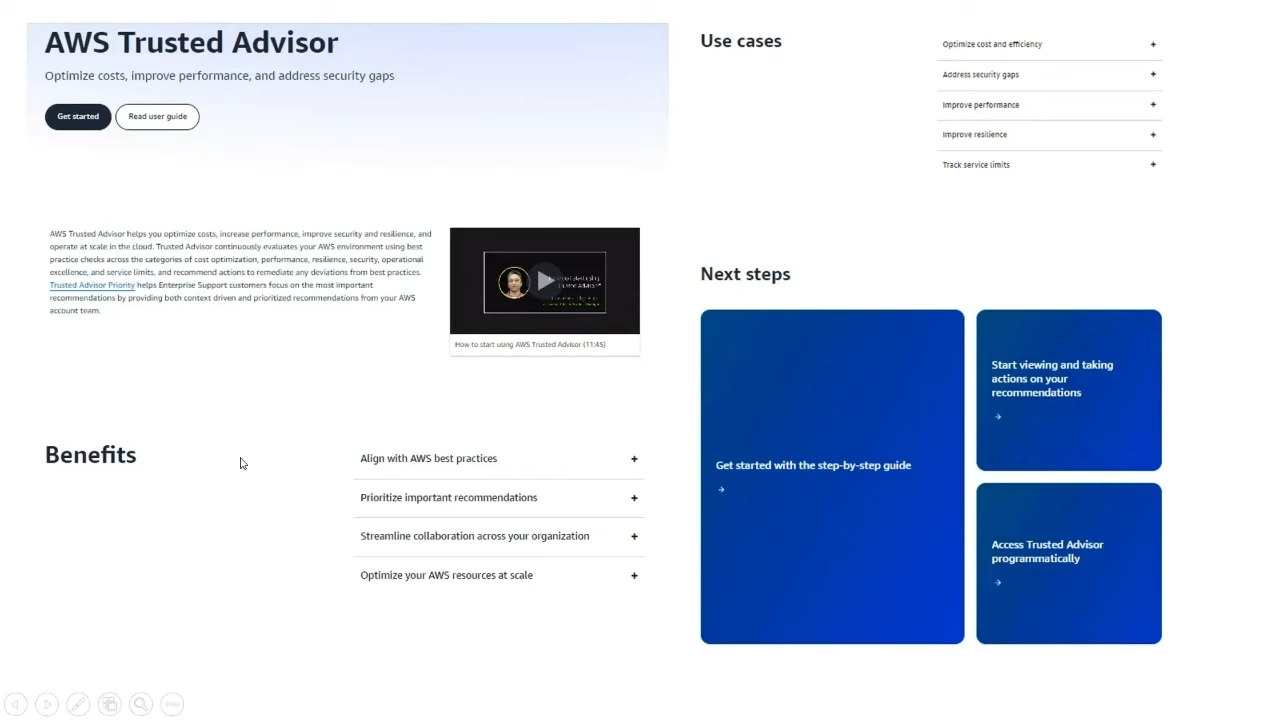 AWS Trusted Advisor
Optimize costs, improve performance, and address security gaps
Get started
Read user guide
AWS Trusted Advisor helps you optimize costs, increase performance, improve security and resilience, and
operate at scale in the cloud. Trusted Advisor continuously evaluates your AWS environment using best
practice checks across the categories of cost optimization, performance, resilience, security, operational
excellence, and service limits, and recommend actions to remediate any deviations from best practices.
Trusted Advisor Priority helps Enterprise Support customers focus on the most important
recommendations by providing both context driven and prioritized recommendations from your AWS
account team.
How to start using AWS Trusted Advisor (11:45)
Benefits
Align with AWS best practices
Prioritize important recommendations
Streamline collaboration across your organization
Optimize your AWS resources at scale
Use cases
Optimize cost and efficiency
Address security gaps
Improve performance
Improve resilience
Track service limits
Next steps
Get started with the step-by-step guide
Start viewing and taking
actions on your
recommendations
Access Trusted Advisor
programmatically